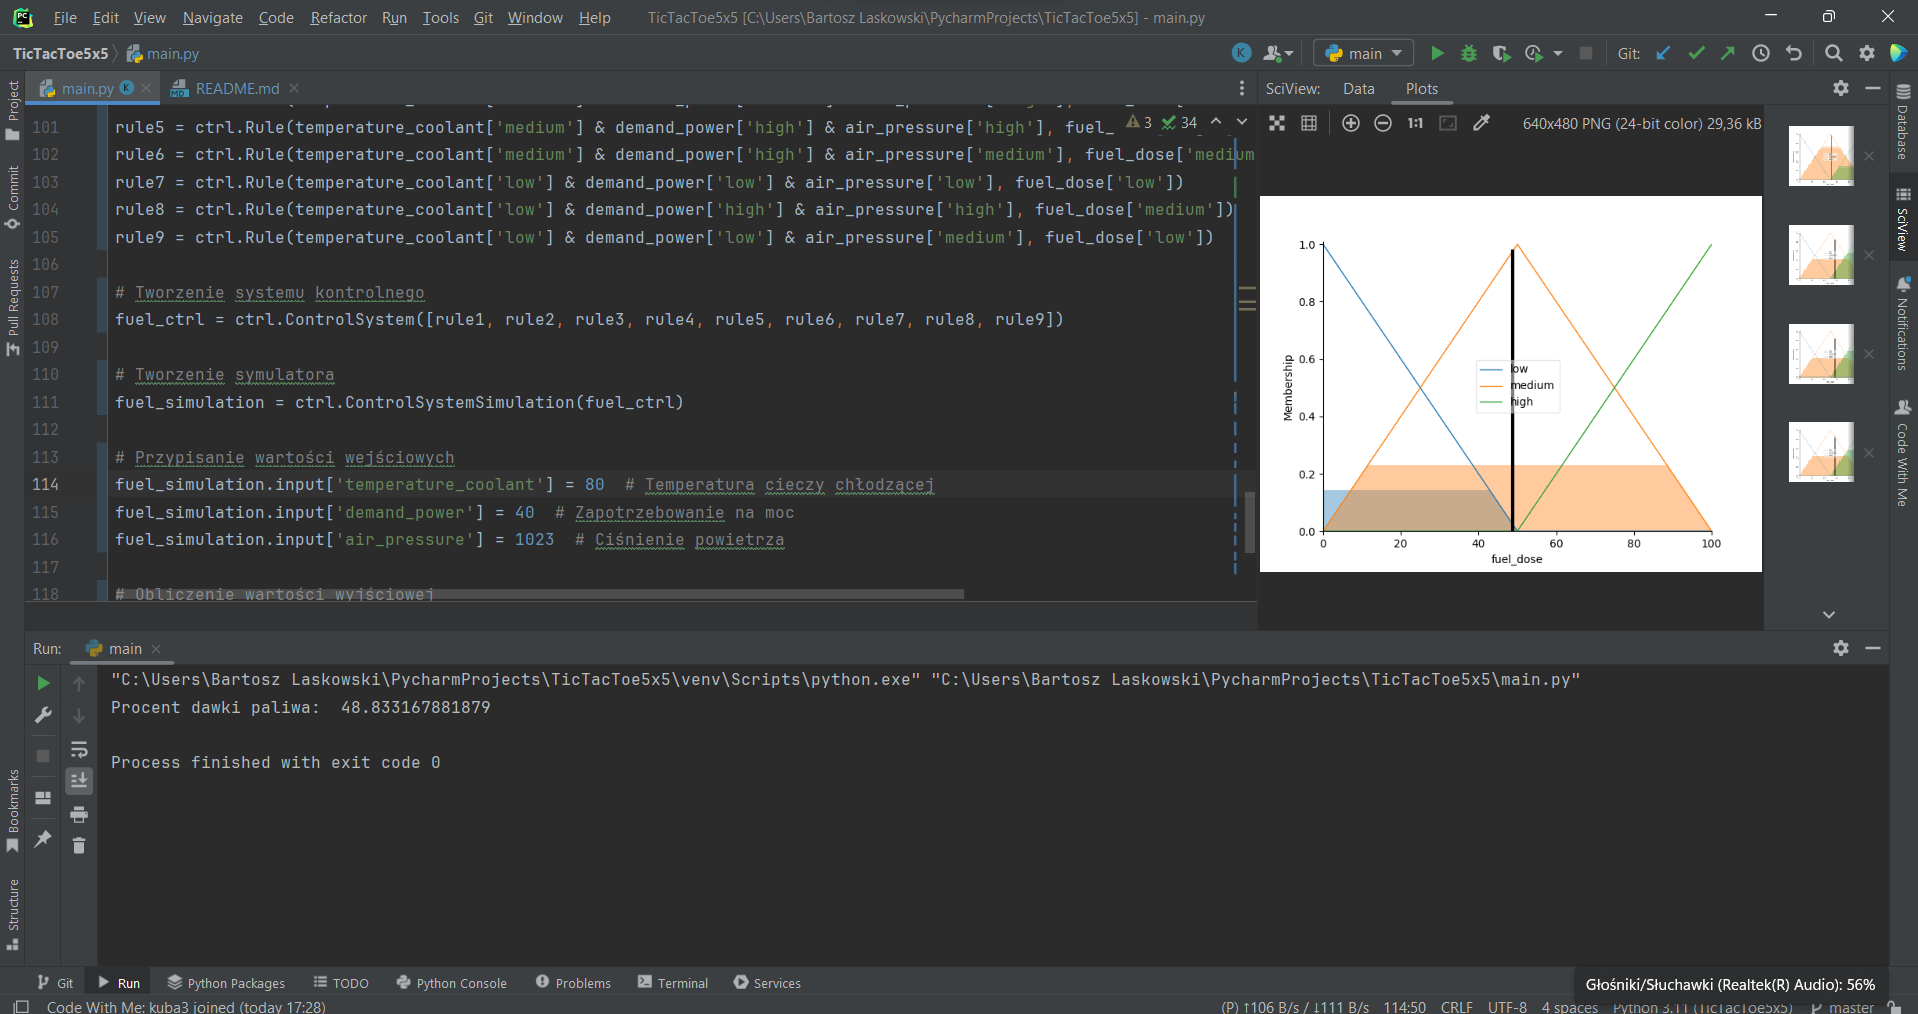 File Edit View Navigate Code Refactor Run Tools Git Window Help TicTacToe5x5 [C:\Users\Bartosz Laskowski\PycharmProjects\TicTacToe5x5] - main.py
TicTacToe5x5 main.py K main Git:
main.py K README.md SciView: Data Plots
3 34 640x480 PNG (24-bit color) 29,36 kB
101 rule5 = ctrl.Rule(temperature_coolant['medium'] & demand_power['high'] & air_pressure['high'], fuel_
102 rule6 = ctrl.Rule(temperature_coolant['medium'] & demand_power['high'] & air_pressure['medium'], fuel_dose['medium
103 rule7 = ctrl.Rule(temperature_coolant['low'] & demand_power['low'] & air_pressure['low'], fuel_dose['low'])
104 rule8 = ctrl.Rule(temperature_coolant['low'] & demand_power['high'] & air_pressure['high'], fuel_dose['medium'])
105 rule9 = ctrl.Rule(temperature_coolant['low'] & demand_power['low'] & air_pressure['medium'], fuel_dose['low'])
106
107 # Tworzenie systemu kontrolnego
108 fuel_ctrl = ctrl.ControlSystem([rule1, rule2, rule3, rule4, rule5, rule6, rule7, rule8, rule9])
109
110 # Tworzenie symulatora
111 fuel_simulation = ctrl.ControlSystemSimulation(fuel_ctrl)
112
113 # Przypisanie wartości wejściowych
114 fuel_simulation.input['temperature_coolant'] = 80 # Temperatura cieczy chłodzącej
115 fuel_simulation.input['demand_power'] = 40 # Zapotrzebowanie na moc
116 fuel_simulation.input['air_pressure'] = 1023 # Ciśnienie powietrza
117
118 # Obliczenie wartości wyjściowej
1.0
0.8
0.6
0.4
0.2
0.0
Membership
low
medium
high
0 20 40 60 80 100
fuel_dose
Project
Commit
Pull Requests
Bookmarks
Structure
Database
SciView
Notifications
Code With Me
Run: main
"C:\Users\Bartosz Laskowski\PycharmProjects\TicTacToe5x5\venv\Scripts\python.exe" "C:\Users\Bartosz Laskowski\PycharmProjects\TicTacToe5x5\main.py"
Procent dawki paliwa: 48.833167881879
Process finished with exit code 0
Git Run Python Packages TODO Python Console Problems Terminal Services
Głośniki/Słuchawki (Realtek(R) Audio): 56%
Code With Me: kuba3 joined (today 17:28) (P) ↑106 B/s / ↓111 B/s 114:50 CRLF UTF-8 4 spaces Python 3.11 (TicTacToe5x5) master